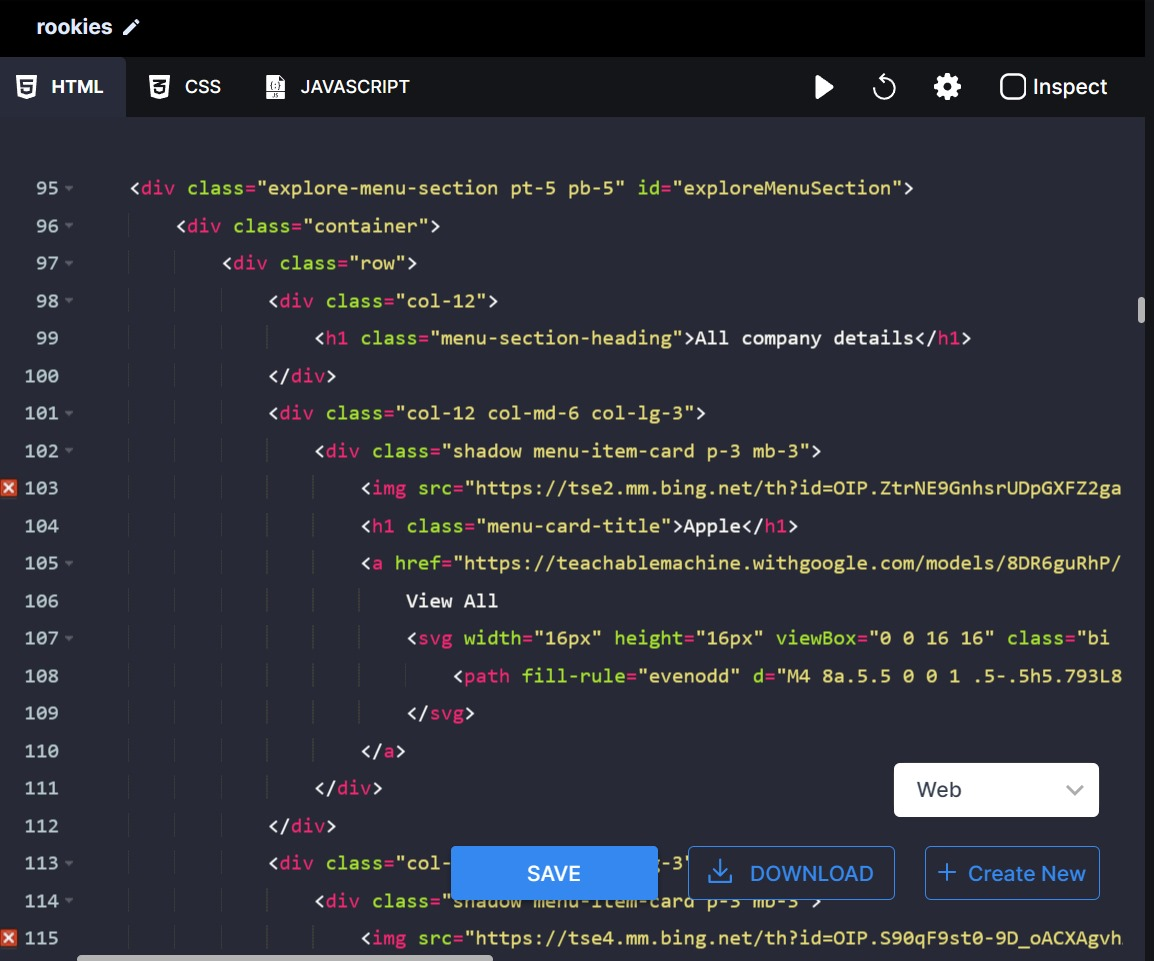 rookies
HTML CSS JAVASCRIPT Inspect
95 <div class="explore-menu-section pt-5 pb-5" id="exploreMenuSection">
96 <div class="container">
97 <div class="row">
98 <div class="col-12">
99 <h1 class="menu-section-heading">All company details</h1>
100 </div>
101 <div class="col-12 col-md-6 col-lg-3">
102 <div class="shadow menu-item-card p-3 mb-3">
103 <img src="https://tse2.mm.bing.net/th?id=OIP.ZtrNE9GnhsrUDpGXFZ2ga
104 <h1 class="menu-card-title">Apple</h1>
105 <a href="https://teachablemachine.withgoogle.com/models/8DR6guRhP/
106 View All
107 <svg width="16px" height="16px" viewBox="0 0 16 16" class="bi
108 <path fill-rule="evenodd" d="M4 8a.5.5 0 0 1 .5-.5h5.793L8
109 </svg>
110 </a>
111 </div>
Web
112 </div>
113 <div class="col- g-3"
SAVE DOWNLOAD + Create New
114 <div class="shadow menu-item-card p-3 mb-3">
115 <img src="https://tse4.mm.bing.net/th?id=OIP.S90qF9st0-9D_oACXAgvh